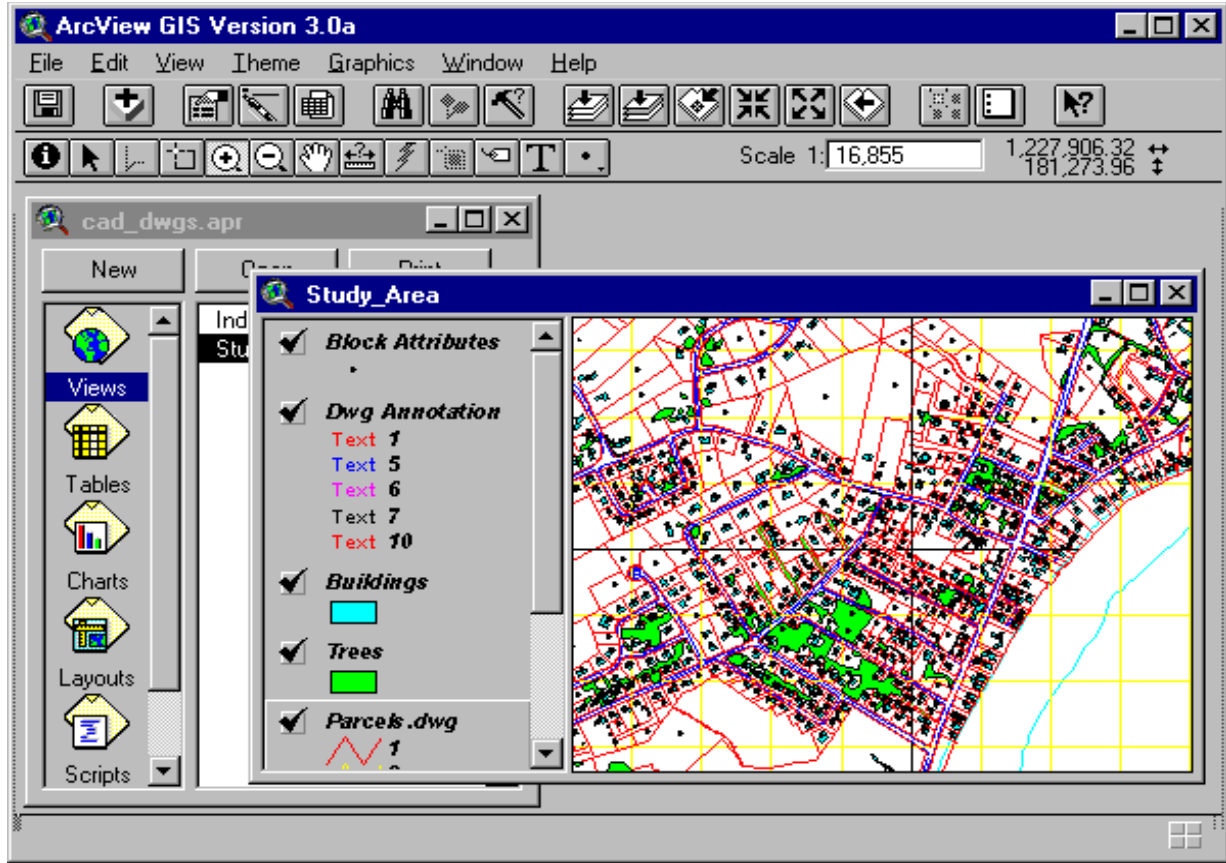 ArcView GIS Version 3.0a
File Edit View Theme Graphics Window Help
Scale 1: 16,855
1,227,906.32
181,273.96
cad_dwgs.apr
New Open Print
Views
Tables
Charts
Layouts
Scripts
Ind
Stu
Study_Area
Block Attributes
Dwg Annotation
Text 1
Text 5
Text 6
Text 7
Text 10
Buildings
Trees
Parcels.dwg
1